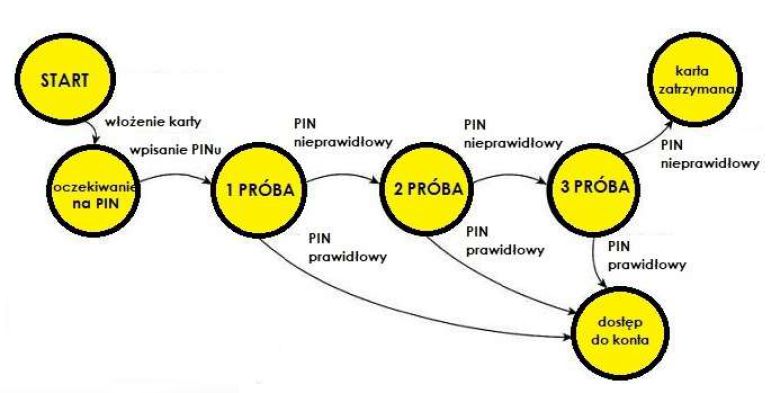 START
karta
zatrzymana
włożenie karty
wpisanie PINu
PIN
nieprawidłowy
PIN
nieprawidłowy
PIN
nieprawidłowy
oczekiwanie
na PIN
1 PRÓBA
2 PRÓBA
3 PRÓBA
PIN
prawidłowy
PIN
prawidłowy
PIN
prawidłowy
dostęp
do konta